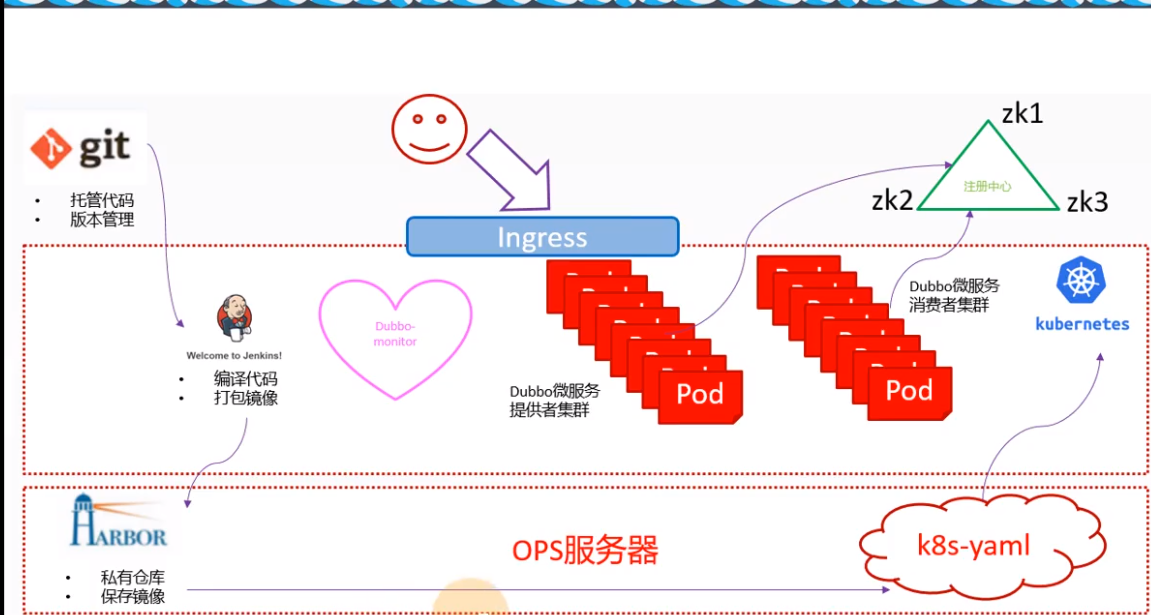 git
托管代码
版本管理
zk1
注册中心
zk2
zk3
Ingress
Dubbo-
monitor
Dubbo微服务
消费者集群
kubernetes
Welcome to Jenkins!
编译代码
打包镜像
Dubbo微服务
提供者集群
Pod
Pod
HARBOR
私有仓库
保存镜像
OPS服务器
k8s-yaml